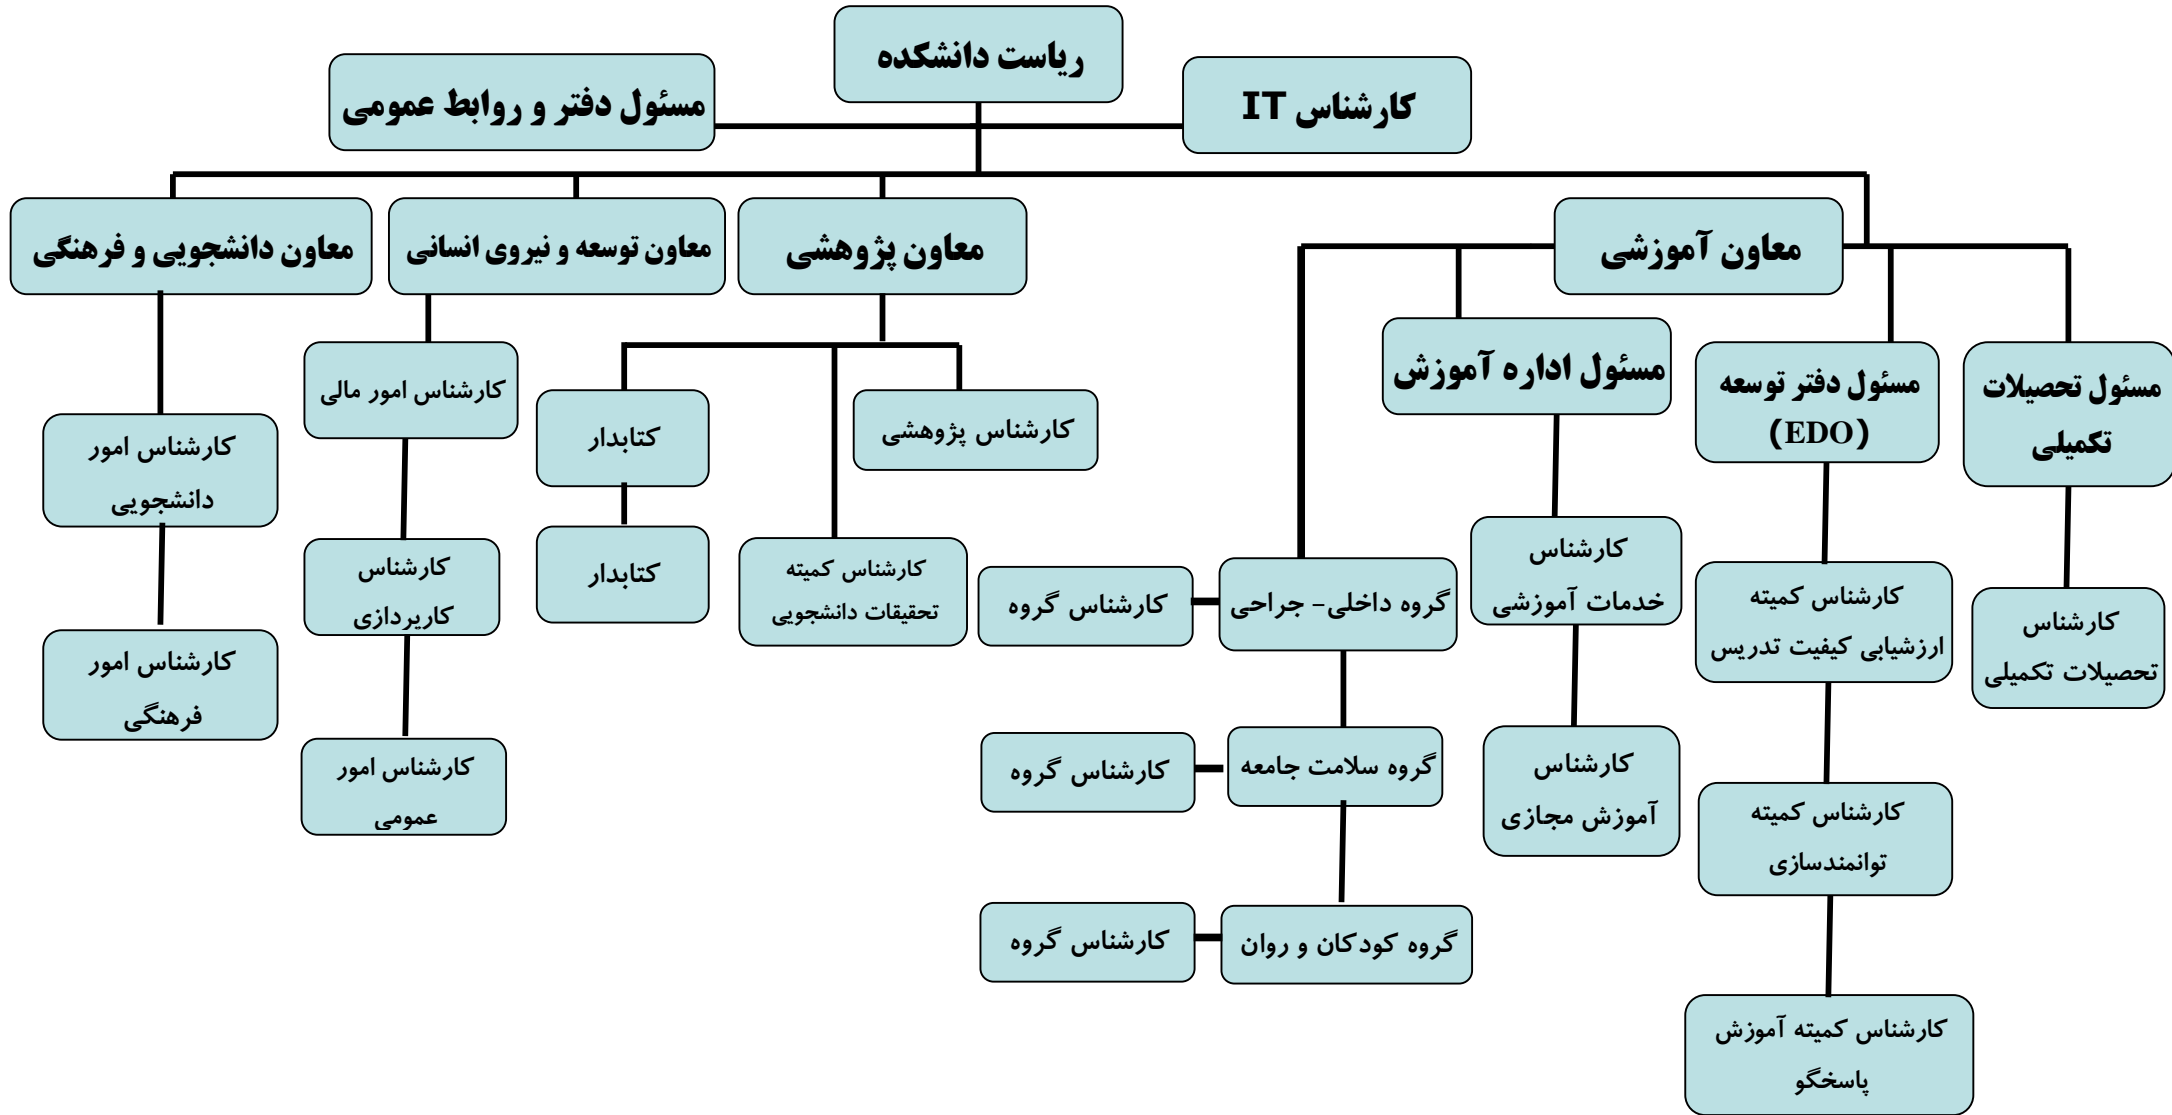 ریاست دانشکده
کارشناس IT
مسئول دفتر و روابط عمومی
معاون آموزشی
معاون پژوهشی
معاون توسعه و نیروی انسانی
معاون دانشجویی و فرهنگی
مسئول تحصیلات
تکمیلی
مسئول دفتر توسعه
(EDO)
مسئول اداره آموزش
کارشناس پژوهشی
کتابدار
کارشناس امور مالی
کارشناس امور
دانشجویی
کارشناس
تحصیلات تکمیلی
کارشناس کمیته
ارزشیابی کیفیت تدریس
کارشناس
خدمات آموزشی
گروه داخلی- جراحی
کارشناس گروه
کارشناس کمیته
تحقیقات دانشجویی
کتابدار
کارشناس
کارپردازی
کارشناس امور
فرهنگی
کارشناس کمیته
توانمندسازی
کارشناس
آموزش مجازی
گروه سلامت جامعه
کارشناس گروه
کارشناس امور
عمومی
گروه کودکان و روان
کارشناس گروه
کارشناس کمیته آموزش
پاسخگو